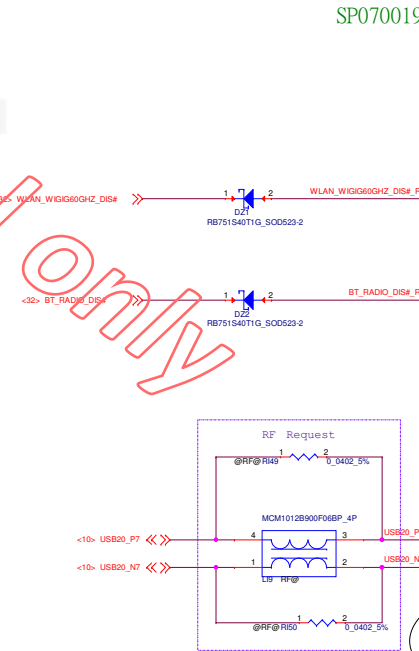 SP070019
WLAN_WIGIG60GHZ_DIS#
1 2
WLAN_WIGIG60GHZ_DIS#_R
DZ1
RB751S40T1G_SOD523-2
only
<32> BT_RADIO_DIS#
1 2
BT_RADIO_DIS#_R
DZ2
RB751S40T1G_SOD523-2
RF Request
1 2
@RF@ RI49
0_0402_5%
MCM1012B900F06BP_4P
<10> USB20_P7
4 3
USB20_P
<10> USB20_N7
1 2
USB20_N
LI9 RF@
1 2
@RF@ RI50
0_0402_5%